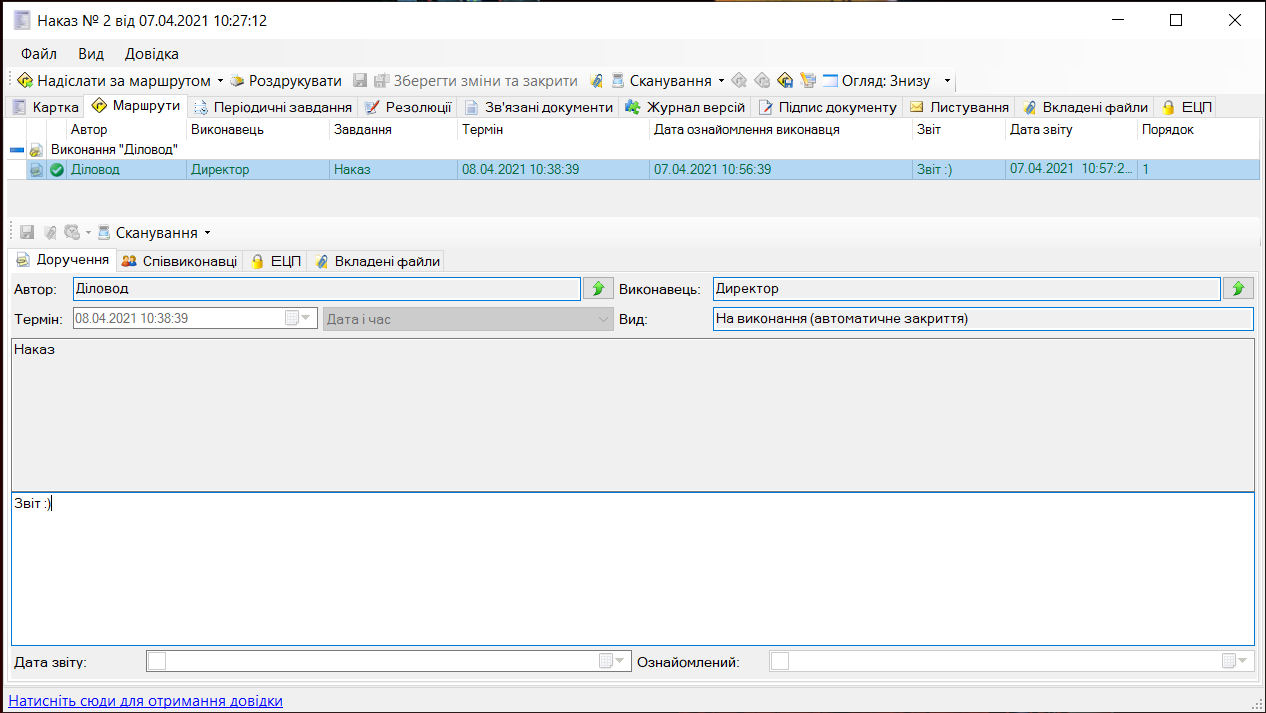 Наказ № 2 від 07.04.2021 10:27:12
Файл Вид Довідка
Надіслати за маршрутом Роздрукувати Зберегти зміни та закрити Сканування Огляд: Знизу
Картка Маршрути Періодичні завдання Резолюції Зв'язані документи Журнал версій Підпис документу Листування Вкладені файли ЕЦП
Автор Виконавець Завдання Термін Дата ознайомлення виконавця Звіт Дата звіту Порядок
Виконання "Діловод"
Діловод Директор Наказ 08.04.2021 10:38:39 07.04.2021 10:56:39 Звіт :) 07.04.2021 10:57:2... 1
Сканування
Доручення Співвиконавці ЕЦП Вкладені файли
Автор: Діловод Виконавець: Директор
Термін: 08.04.2021 10:38:39 Дата і час Вид: На виконання (автоматичне закриття)
Наказ
Звіт :)
Дата звіту: Ознайомлений:
Натисніть сюди для отримання довідки